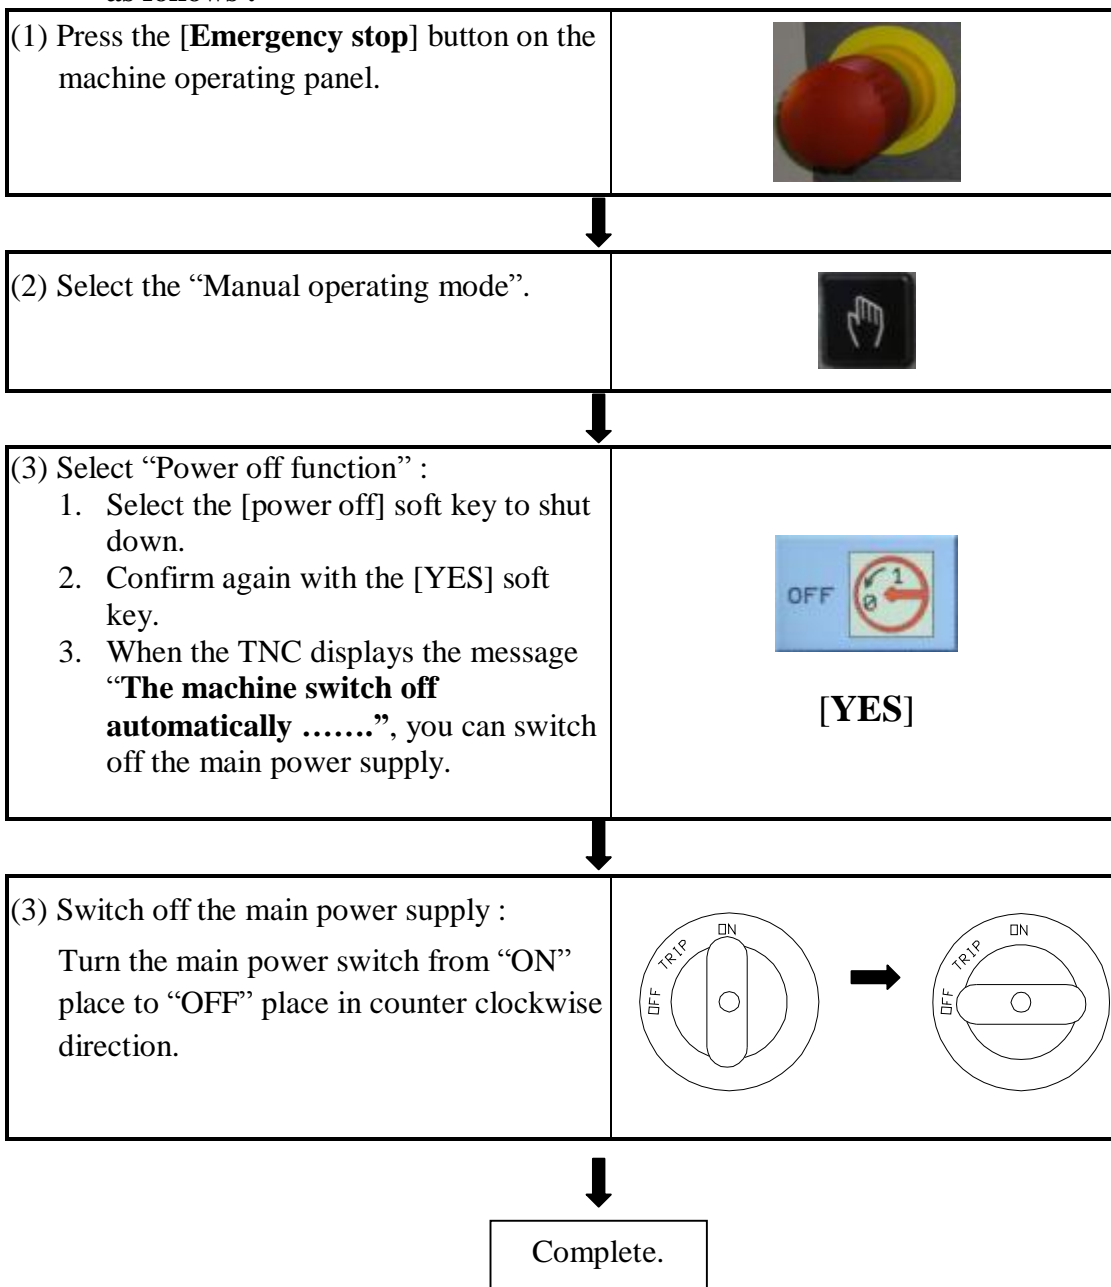 as follows :
(1) Press the [Emergency stop] button on the
machine operating panel.
(2) Select the “Manual operating mode”.
(3) Select “Power off function” :
1. Select the [power off] soft key to shut
down.
2. Confirm again with the [YES] soft
key.
3. When the TNC displays the message
“The machine switch off
automatically …….”, you can switch
off the main power supply.
OFF
1
0
[YES]
(3) Switch off the main power supply :
Turn the main power switch from “ON”
place to “OFF” place in counter clockwise
direction.
ON
TRIP
OFF
ON
TRIP
OFF
Complete.